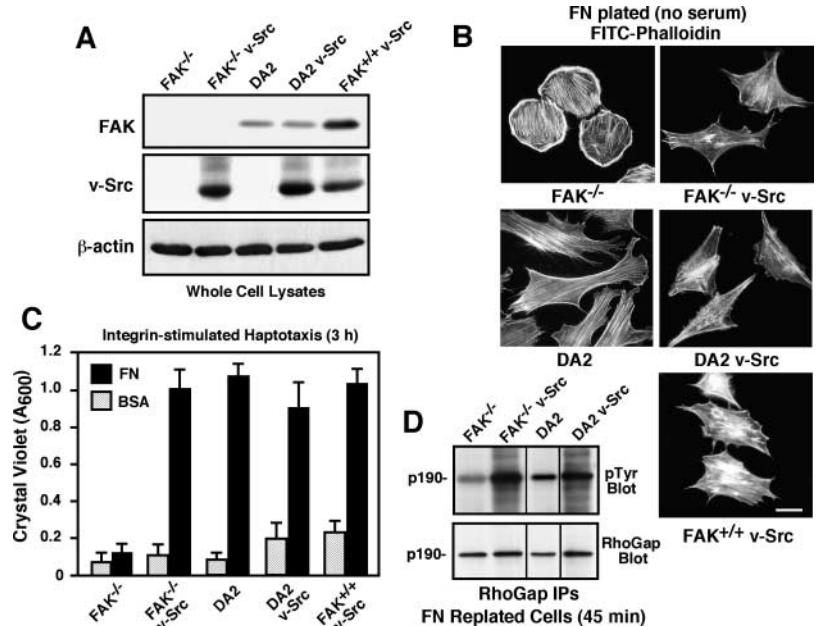 A
FAK-/-
FAK-/- v-Src
DA2
DA2 v-Src
FAK+/+ v-Src
FAK
v-Src
β-actin
Whole Cell Lysates
B
FN plated (no serum)
FITC-Phalloidin
FAK-/-
FAK-/- v-Src
DA2
DA2 v-Src
FAK+/+ v-Src
C
Integrin-stimulated Haptotaxis (3 h)
Crystal Violet (A600)
1.2
1.0
0.8
0.6
0.4
0.2
0
FN
BSA
FAK-/-
FAK-/-
v-Src
DA2
DA2
v-Src
FAK+/+
v-Src
D
FAK-/-
FAK-/- v-Src
DA2
DA2 v-Src
p190-
pTyr
Blot
p190-
RhoGap
Blot
RhoGap IPs
FN Replated Cells (45 min)